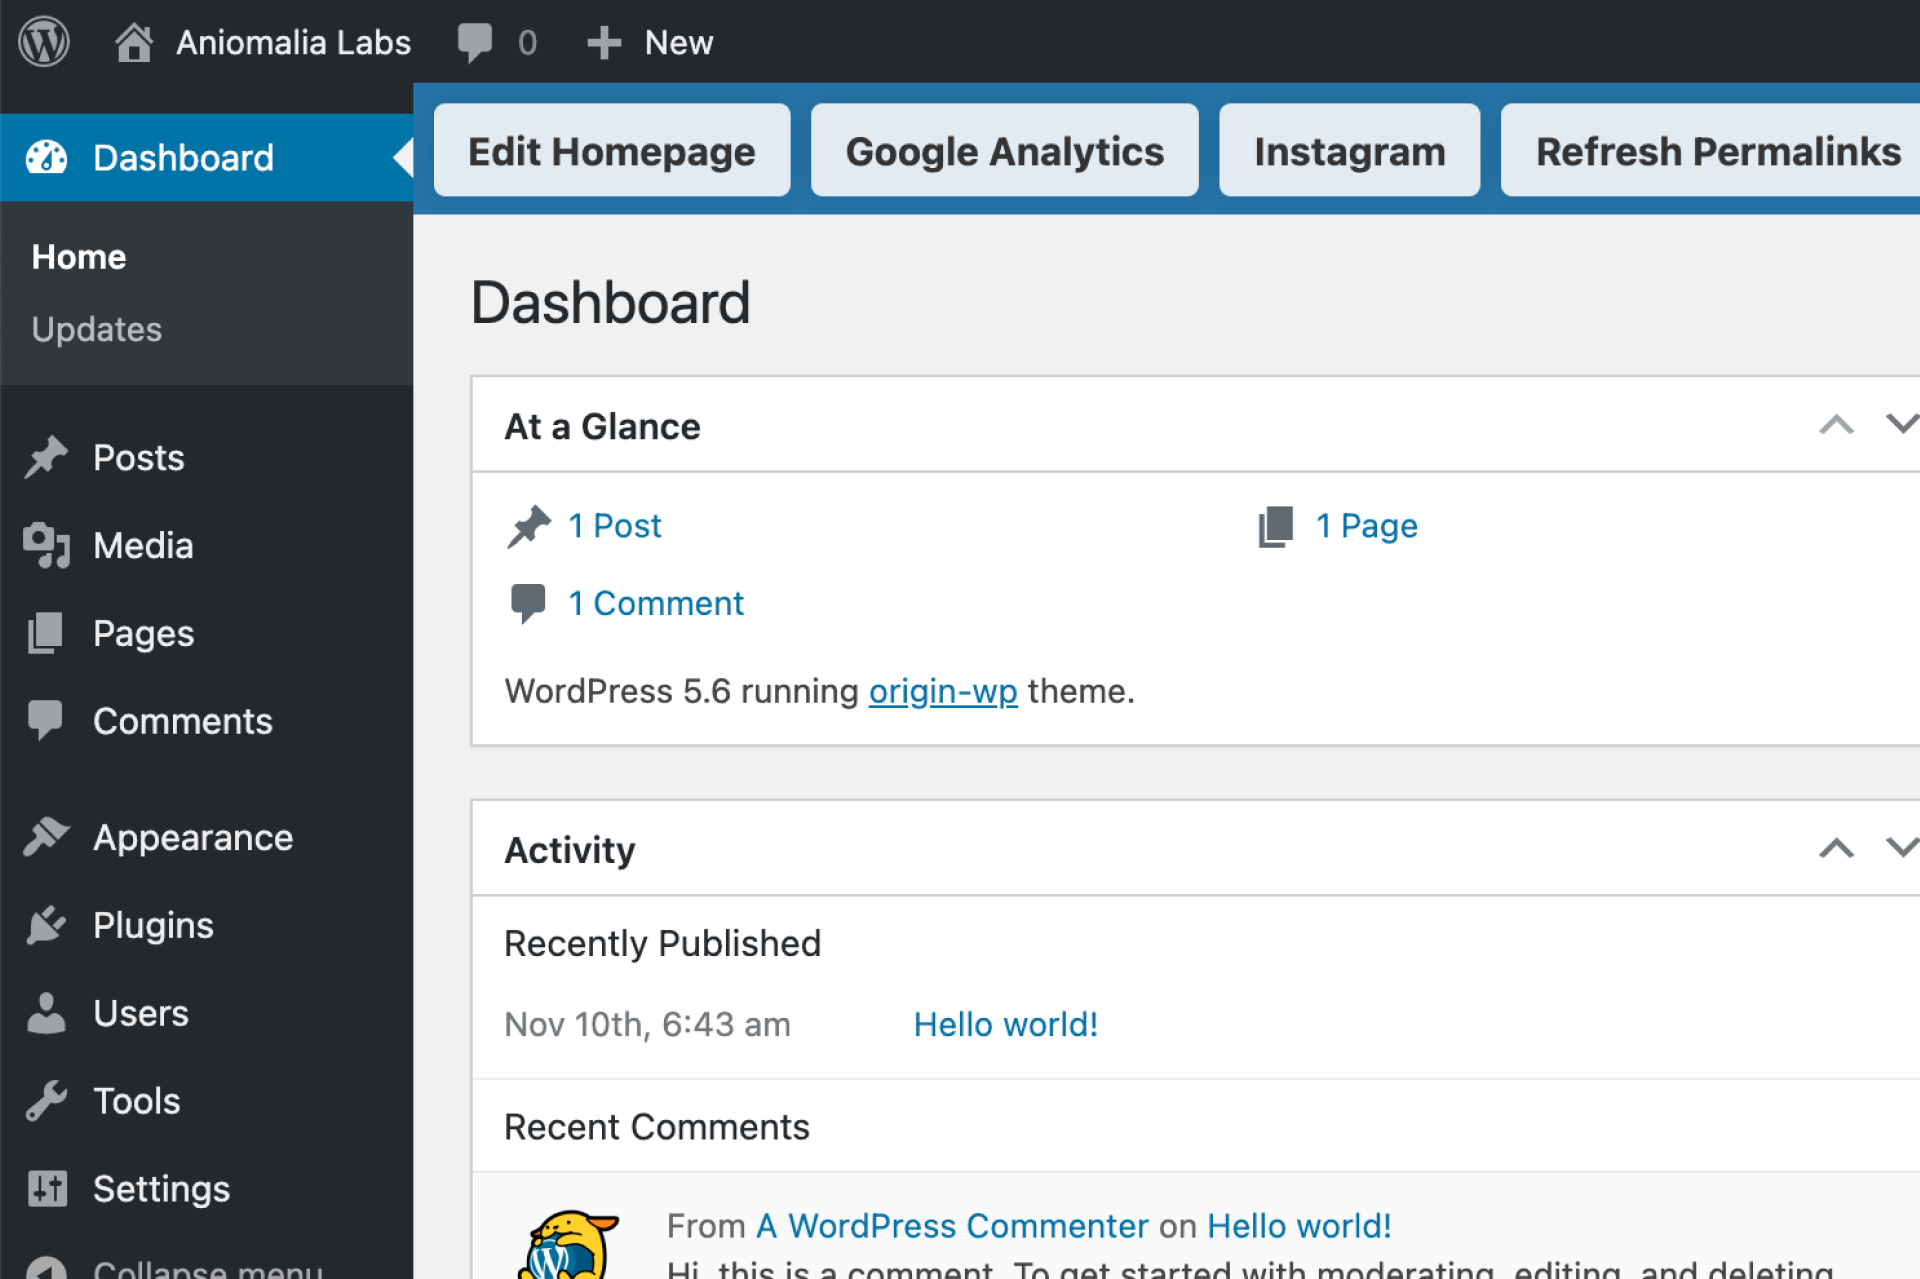 Aniomalia Labs 0 New
Edit Homepage Google Analytics Instagram Refresh Permalinks
Dashboard
Home
Updates
Posts
Media
Pages
Comments
Appearance
Plugins
Users
Tools
Settings
Collapse menu
Dashboard
At a Glance
1 Post 1 Page
1 Comment
WordPress 5.6 running origin-wp theme.
Activity
Recently Published
Nov 10th, 6:43 am Hello world!
Recent Comments
From A WordPress Commenter on Hello world!
Hi, this is a comment. To get started with moderating, editing, and deleting